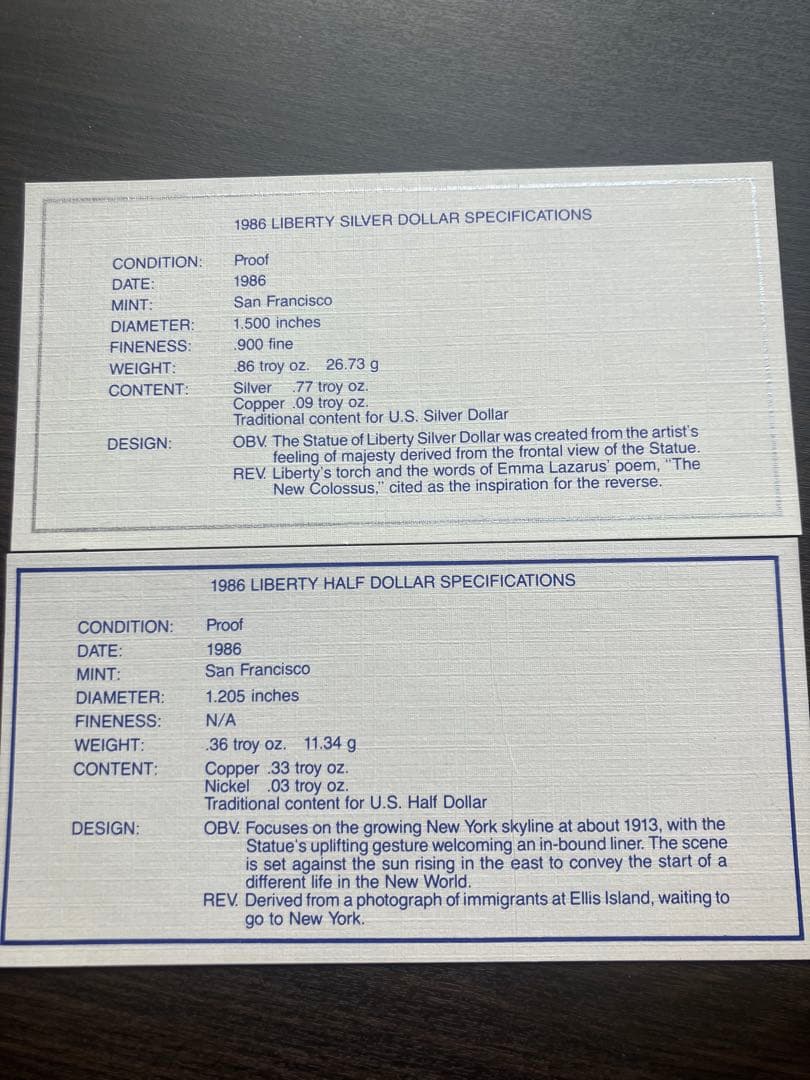 1986 LIBERTY SILVER DOLLAR SPECIFICATIONS
CONDITION: Proof
DATE: 1986
MINT: San Francisco
DIAMETER: 1.500 inches
FINENESS: .900 fine
WEIGHT: .86 troy oz. 26.73 g
CONTENT: Silver .77 troy oz.
Copper .09 troy oz.
Traditional content for U.S. Silver Dollar
DESIGN: OBV. The Statue of Liberty Silver Dollar was created from the artist's
feeling of majesty derived from the frontal view of the Statue.
REV. Liberty's torch and the words of Emma Lazarus' poem, "The
New Colossus," cited as the inspiration for the reverse.
1986 LIBERTY HALF DOLLAR SPECIFICATIONS
CONDITION: Proof
DATE: 1986
MINT: San Francisco
DIAMETER: 1.205 inches
FINENESS: N/A
WEIGHT: .36 troy oz. 11.34 g
CONTENT: Copper .33 troy oz.
Nickel .03 troy oz.
Traditional content for U.S. Half Dollar
DESIGN: OBV. Focuses on the growing New York skyline at about 1913, with the
Statue's uplifting gesture welcoming an in-bound liner. The scene
is set against the sun rising in the east to convey the start of a
different life in the New World.
REV. Derived from a photograph of immigrants at Ellis Island, waiting to
go to New York.